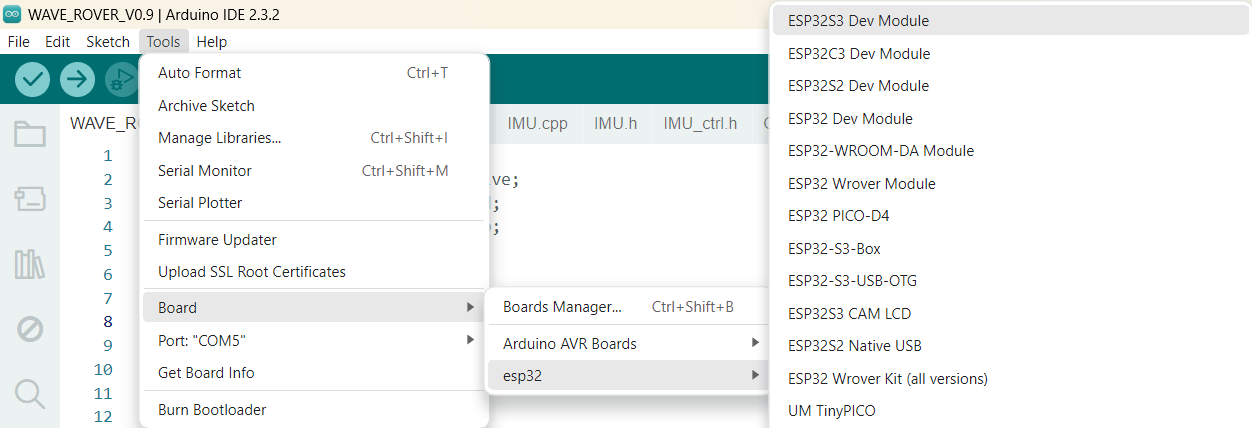 WAVE_ROVER_V0.9 | Arduino IDE 2.3.2
File Edit Sketch Tools Help
Auto Format Ctrl+T
Archive Sketch
Manage Libraries... Ctrl+Shift+I
Serial Monitor Ctrl+Shift+M
Serial Plotter
Firmware Updater
Upload SSL Root Certificates
Board
Port: "COM5"
Get Board Info
Burn Bootloader
Boards Manager... Ctrl+Shift+B
Arduino AVR Boards
esp32
ESP32S3 Dev Module
ESP32C3 Dev Module
ESP32S2 Dev Module
ESP32 Dev Module
ESP32-WROOM-DA Module
ESP32 Wrover Module
ESP32 PICO-D4
ESP32-S3-Box
ESP32-S3-USB-OTG
ESP32S3 CAM LCD
ESP32S2 Native USB
ESP32 Wrover Kit (all versions)
UM TinyPICO
WAVE_R IMU.cpp IMU.h IMU_ctrl.h
1
2
3
4
5
6
7
8
9
10
11
12